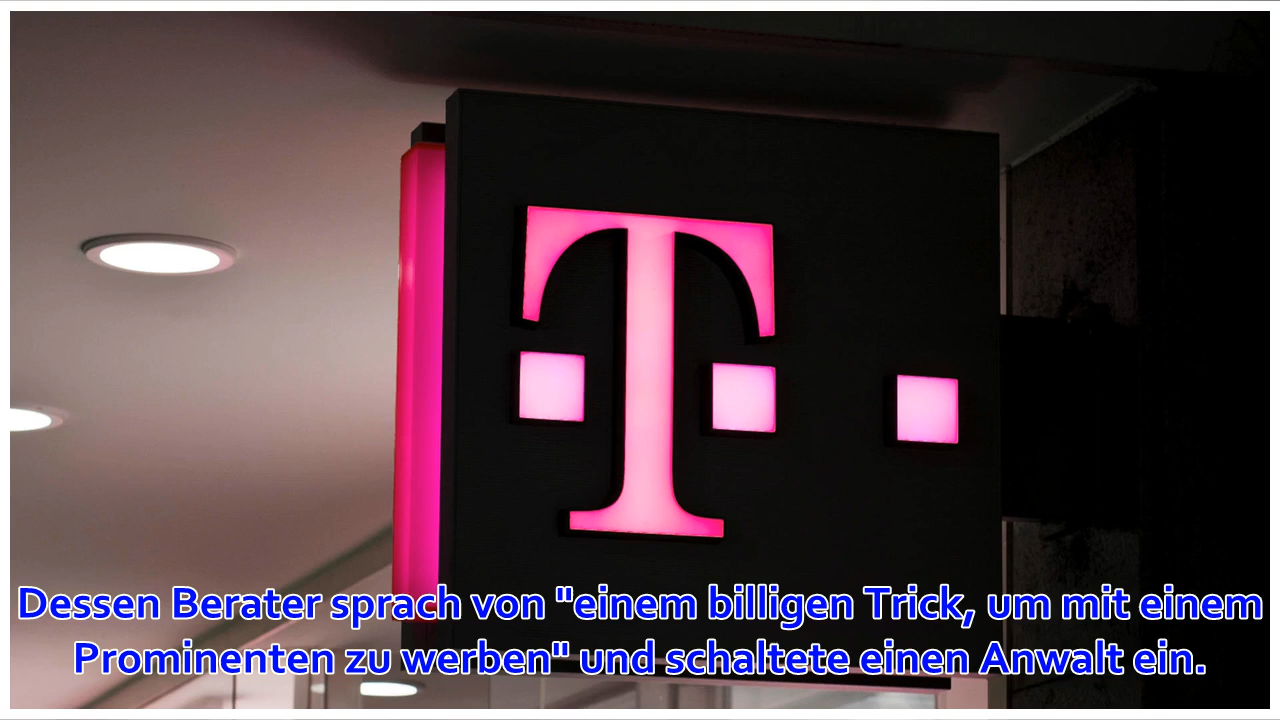 T
Dessen Berater sprach von "einem billigen Trick, um mit einem
Prominenten zu werben" und schaltete einen Anwalt ein.